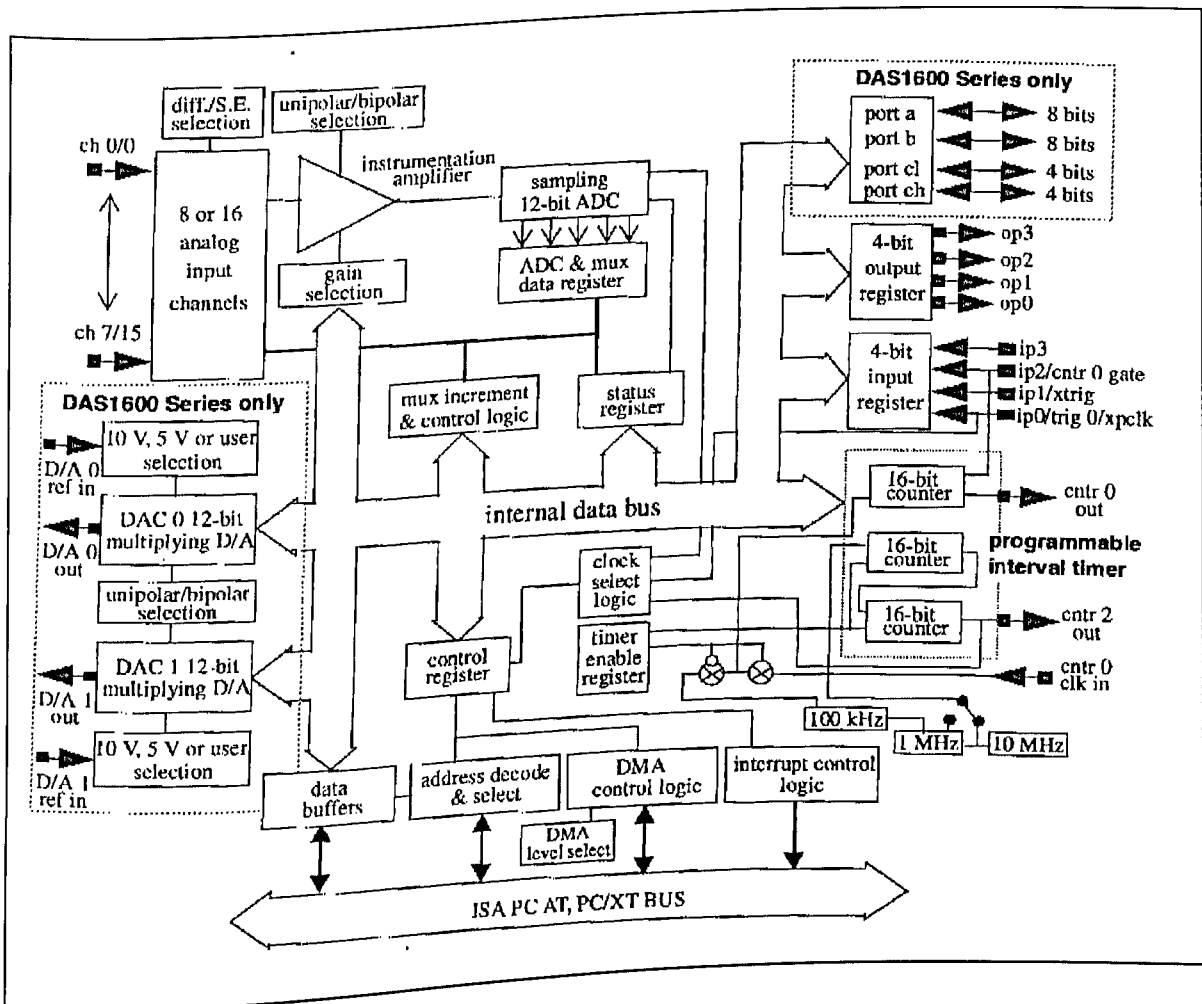 DAS1600 Series only
port a
8 bits
port b
8 bits
port cl
4 bits
port ch
4 bits
diff./S.E.
selection
unipolar/bipolar
selection
ch 0/0
instrumentation
amplifier
sampling
12-bit ADC
8 or 16
analog
input
channels
gain
selection
ADC & mux
data register
ch 7/15
4-bit
output
register
op3
op2
op1
op0
4-bit
input
register
ip3
ip2/cntr 0 gate
ip1/xtrig
ip0/trig 0/xpclk
mux increment
& control logic
status
register
DAS1600 Series only
10 V, 5 V or user
selection
D/A 0
ref in
DAC 0 12-bit
multiplying D/A
D/A 0
out
unipolar/bipolar
selection
DAC 1 12-bit
multiplying D/A
D/A 1
out
10 V, 5 V or user
selection
D/A 1
ref in
internal data bus
16-bit
counter
cntr 0
out
16-bit
counter
programmable
interval timer
16-bit
counter
cntr 2
out
clock
select
logic
timer
enable
register
control
register
cntr 0
clk in
100 kHz
1 MHz
10 MHz
data
buffers
address decode
& select
DMA
control logic
interrupt control
logic
DMA
level select
ISA PC AT, PC/XT BUS